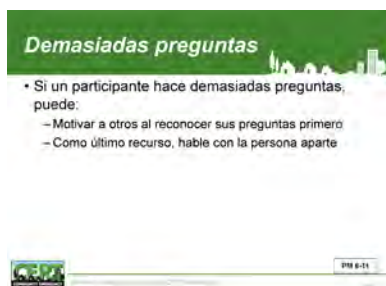 Demasiadas preguntas
• Si un participante hace demasiadas preguntas,
puede:
–Motivar a otros al reconocer sus preguntas primero
–Como último recurso, hable con la persona aparte
CERT
PM 6-11